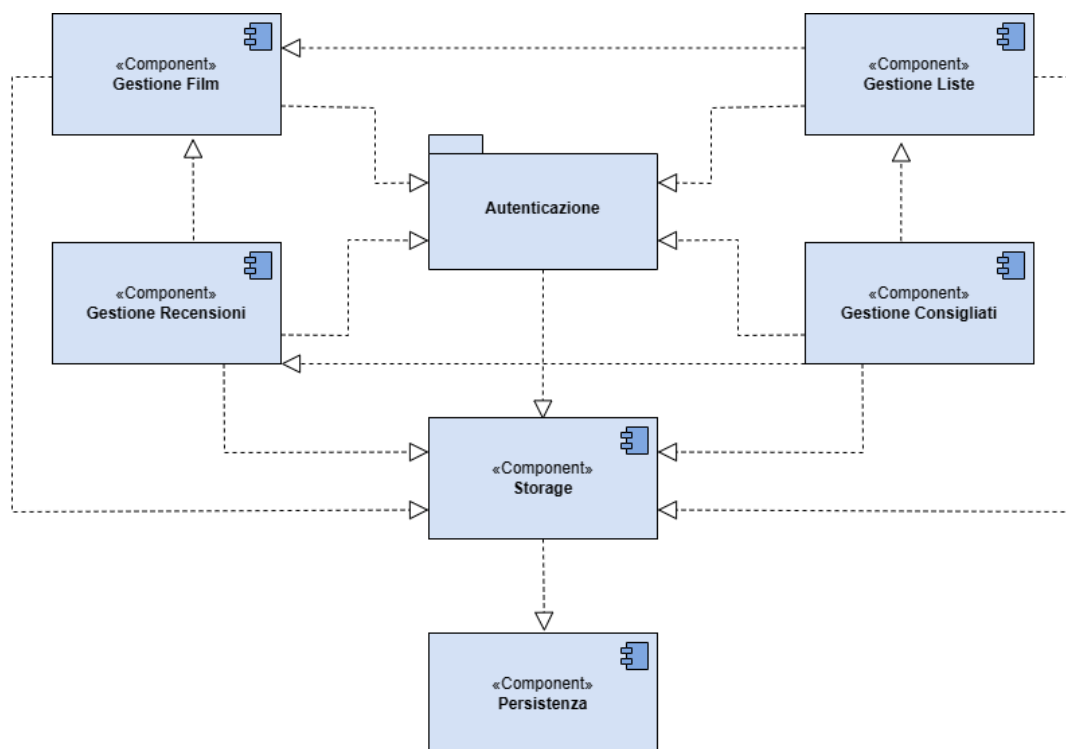 «Component»
Gestione Film
«Component»
Gestione Liste
Autenticazione
«Component»
Gestione Recensioni
«Component»
Gestione Consigliati
«Component»
Storage
«Component»
Persistenza